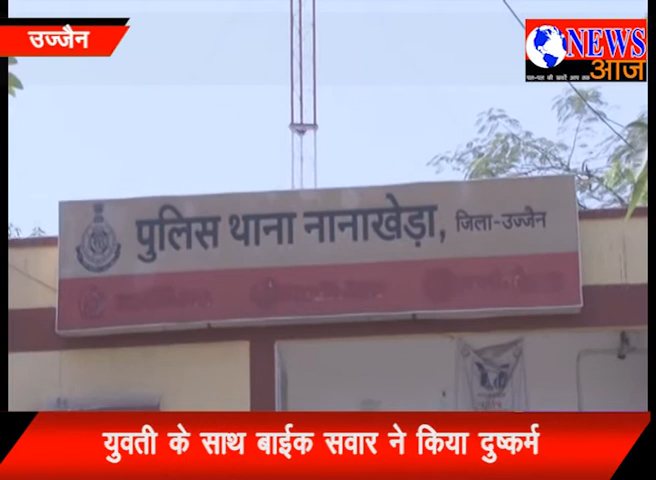 उज्जैन
NEWS
आज
पुलिस थाना नानाखेड़ा, जिला-उज्जैन
युवती के साथ बाईक सवार ने किया दुष्कर्म